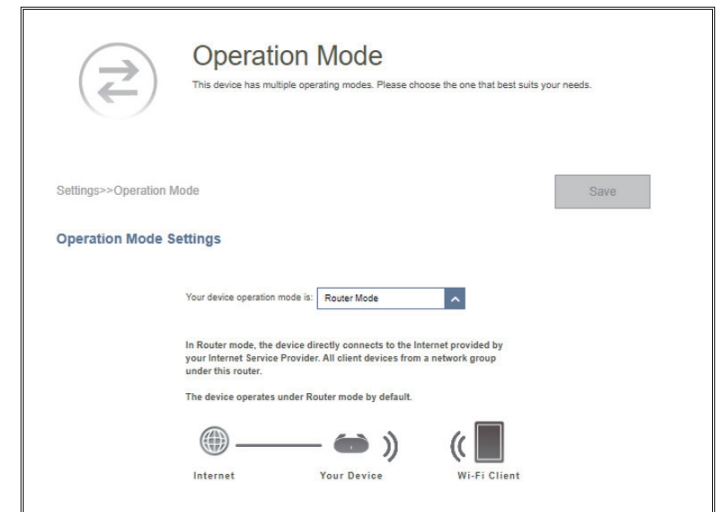 Operation Mode
This device has multiple operating modes. Please choose the one that best suits your needs.
Settings>>Operation Mode
Save
Operation Mode Settings
Your device operation mode is: Router Mode
In Router mode, the device directly connects to the Internet provided by
your Internet Service Provider. All client devices from a network group
under this router.
The device operates under Router mode by default.
Internet
Your Device
Wi-Fi Client